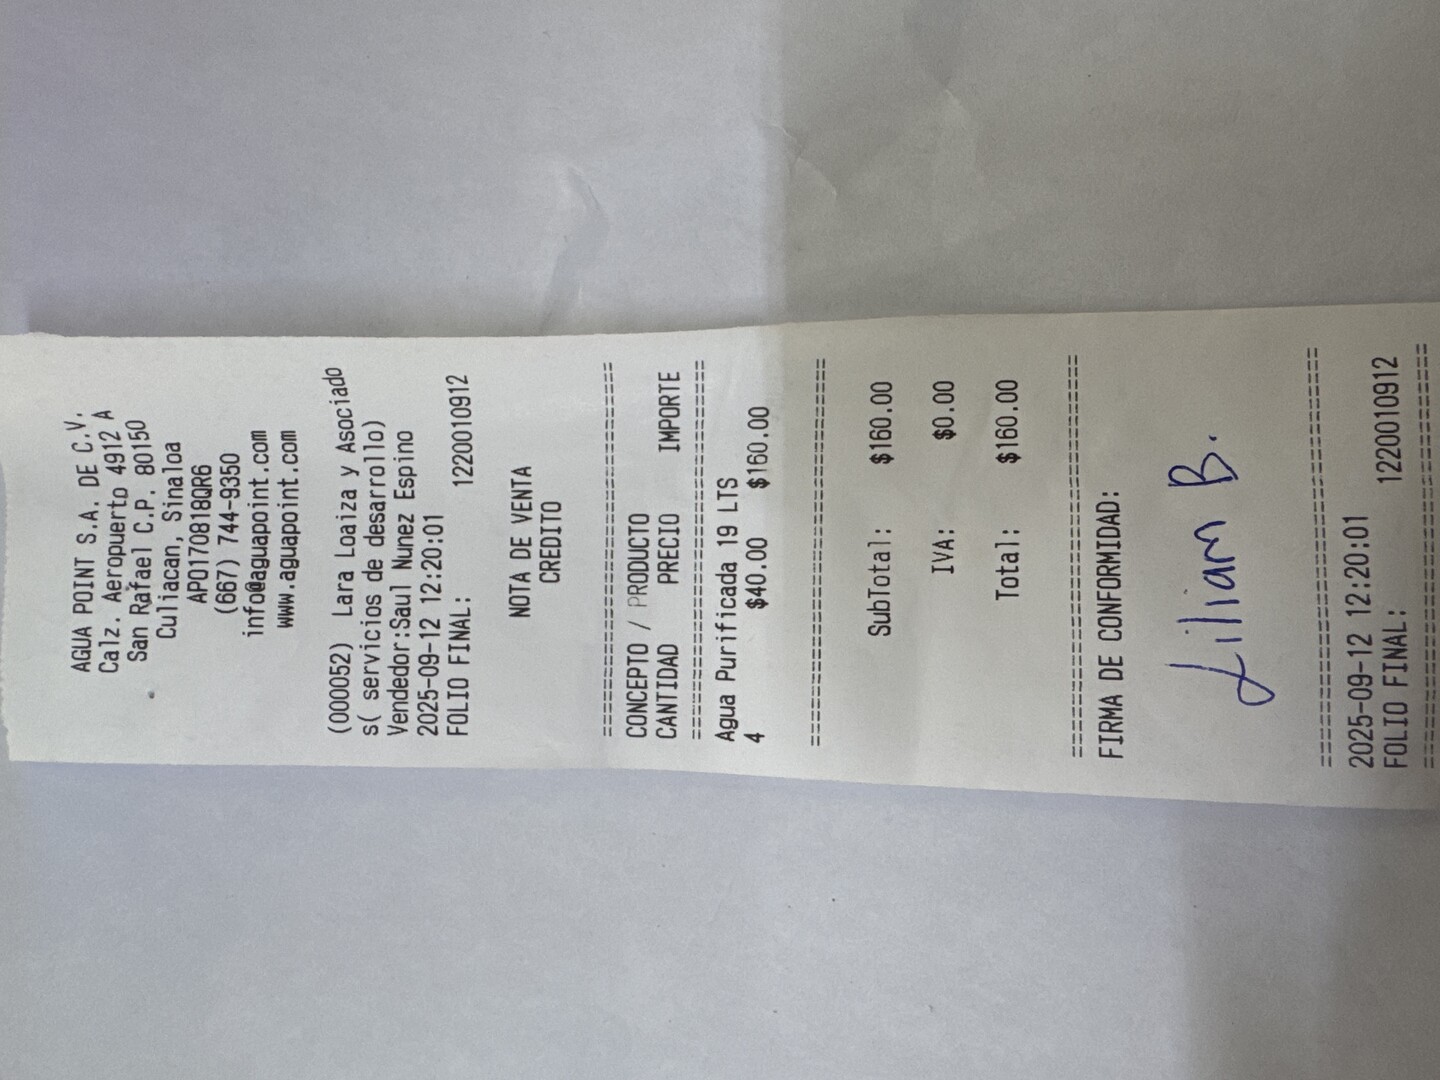 AGUA POINT S.A. DE C.V.
Calz. Aeropuerto 4912 A
San Rafael C.P. 80150
Culiacan, Sinaloa
APO170818QR6
(667) 744-9350
info@aguapoint.com
www.aguapoint.com
(000052) Lara Loaiza y Asociado
s( servicios de desarrollo)
Vendedor:Saul Nunez Espino
2025-09-12 12:20:01
FOLIO FINAL: 1220010912
NOTA DE VENTA
CREDITO
================================
CONCEPTO / PRODUCTO
CANTIDAD PRECIO IMPORTE
================================
Agua Purificada 19 LTS
4 $40.00 $160.00
================================
SubTotal: $160.00
IVA: $0.00
Total: $160.00
================================
FIRMA DE CONFORMIDAD:
Liliam B.
================================
2025-09-12 12:20:01
FOLIO FINAL: 1220010912
================================